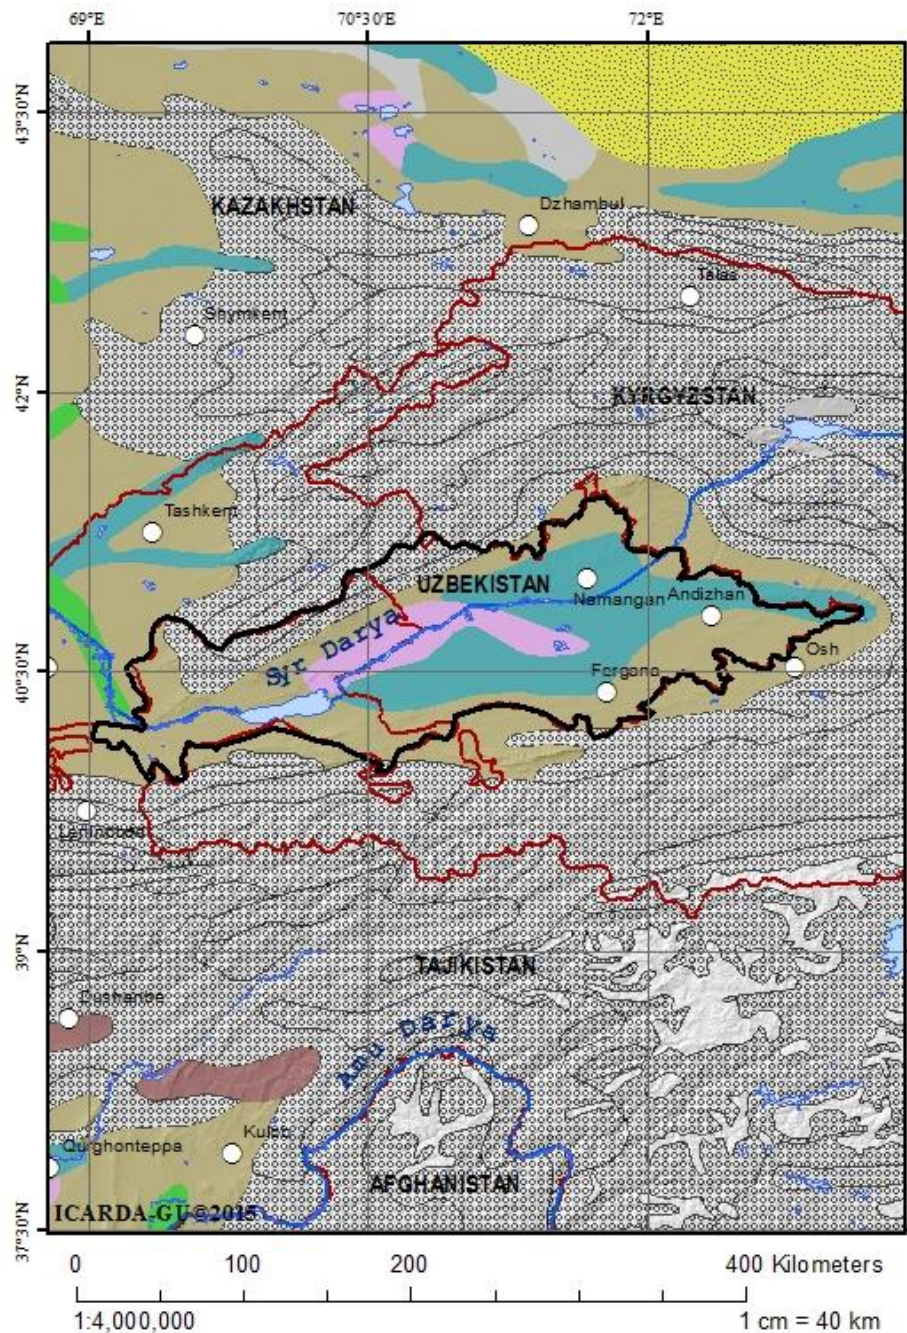 69°E 70°30'E 72°E
43°30'N
KAZAKHSTAN
Dzhambul
Talas
Shymkent
42°N
KYRGYZSTAN
Tashkent
UZBEKISTAN
Namangan
Andizhan
Syr Darya
40°30'N
Osh
Fergana
Leninobod
39°N
TAJIKISTAN
Dushanbe
Amu Darya
Qurghonteppa
Kulob
AFGHANISTAN
ICARDA-GU©2015
37°30'N
0 100 200 400 Kilometers
1:4,000,000 1 cm = 40 km